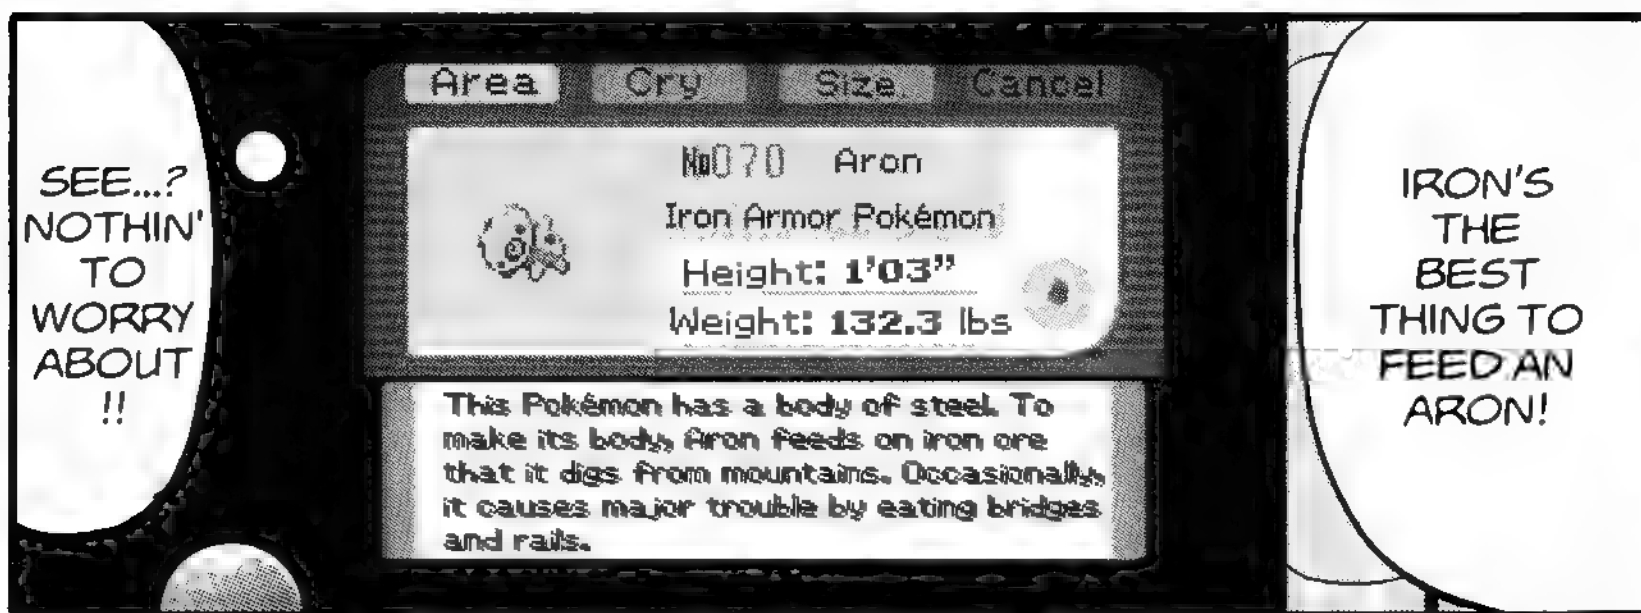 IRON'S
THE
BEST
THING TO
FEED AN
ARON!
Area Cry Size Cancel
No070 Aron
Iron Armor Pokémon
Height: 1'03"
Weight: 132.3 lbs
This Pokémon has a body of steel. To
make its body, Aron feeds on iron ore
that it digs from mountains. Occasionally,
it causes major trouble by eating bridges
and rails.
SEE...?
NOTHIN'
TO
WORRY
ABOUT
!!